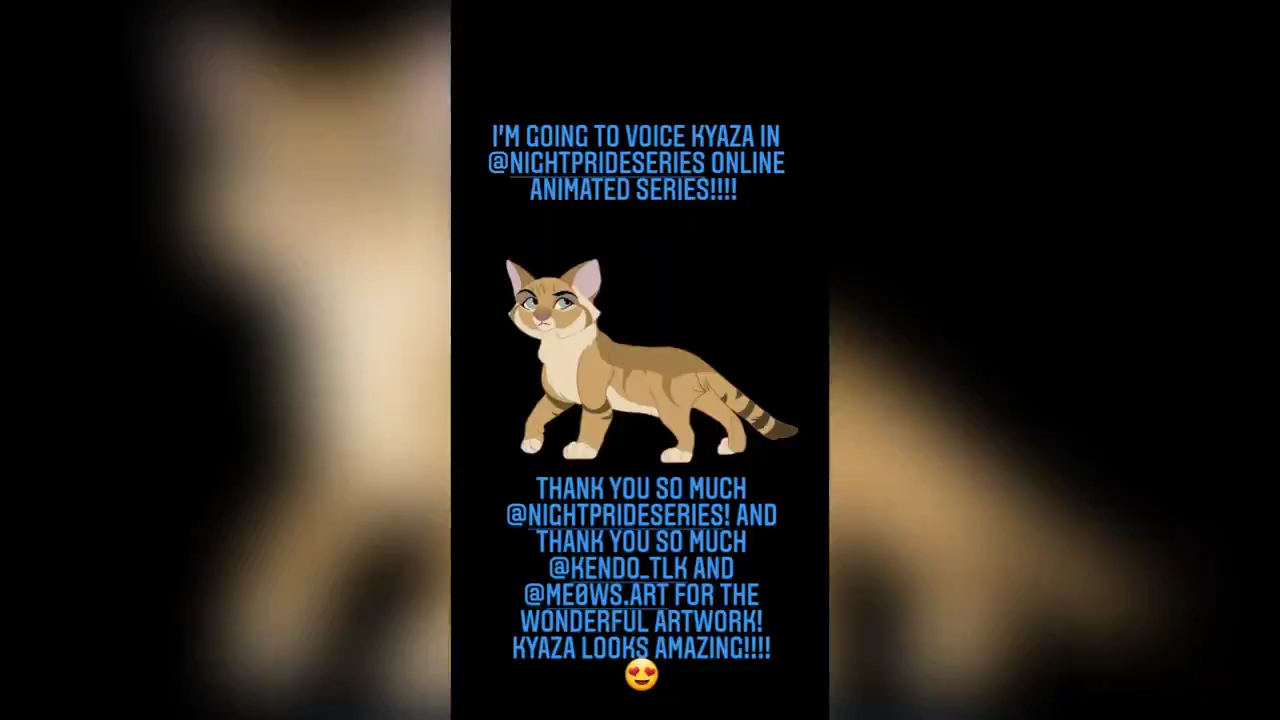 I'M GOING TO VOICE KYAZA IN
@NIGHTPRIDESERIES ONLINE
ANIMATED SERIES!!!!
THANK YOU SO MUCH
@NIGHTPRIDESERIES! AND
THANK YOU SO MUCH
@KENDO_TLK AND
@ME0WS.ART FOR THE
WONDERFUL ARTWORK!
KYAZA LOOKS AMAZING!!!!
😍